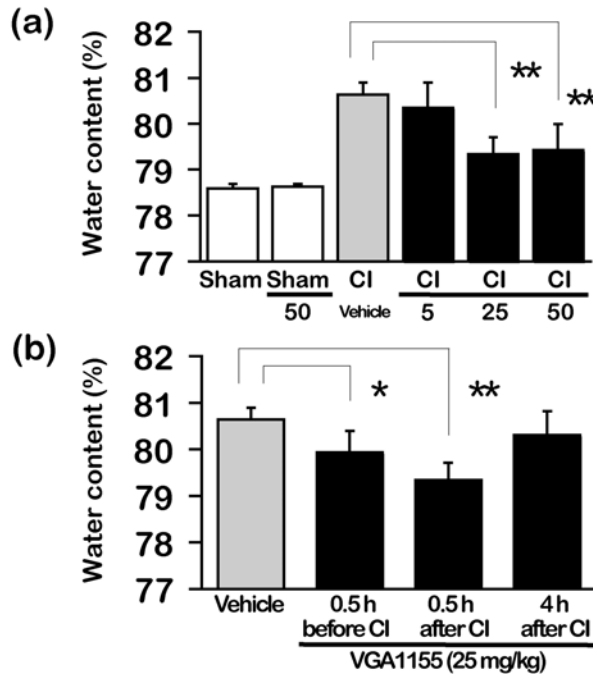 (a)
Water content (%)
82
81
80
79
78
77
**
**
Sham Sham CI CI CI CI
50 Vehicle 5 25 50
(b)
Water content (%)
82
81
80
79
78
77
*
**
Vehicle 0.5 h 0.5 h 4 h
before CI after CI after CI
VGA1155 (25 mg/kg)